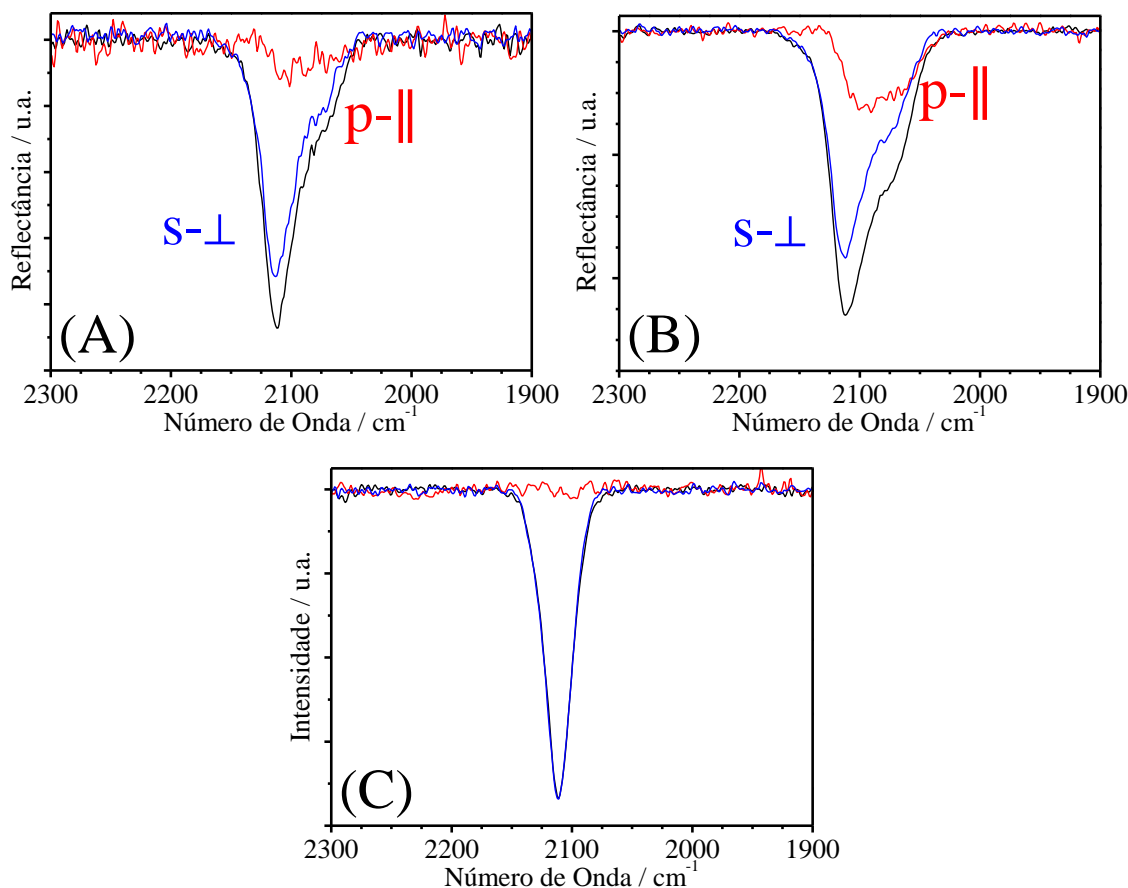 Reflectância / u.a.
p-||
s-⊥
(A)
2300 2200 2100 2000 1900
Número de Onda / cm-1
Reflectância / u.a.
p-||
s-⊥
(B)
2300 2200 2100 2000 1900
Número de Onda / cm-1
Intensidade / u.a.
(C)
2300 2200 2100 2000 1900
Número de Onda / cm-1